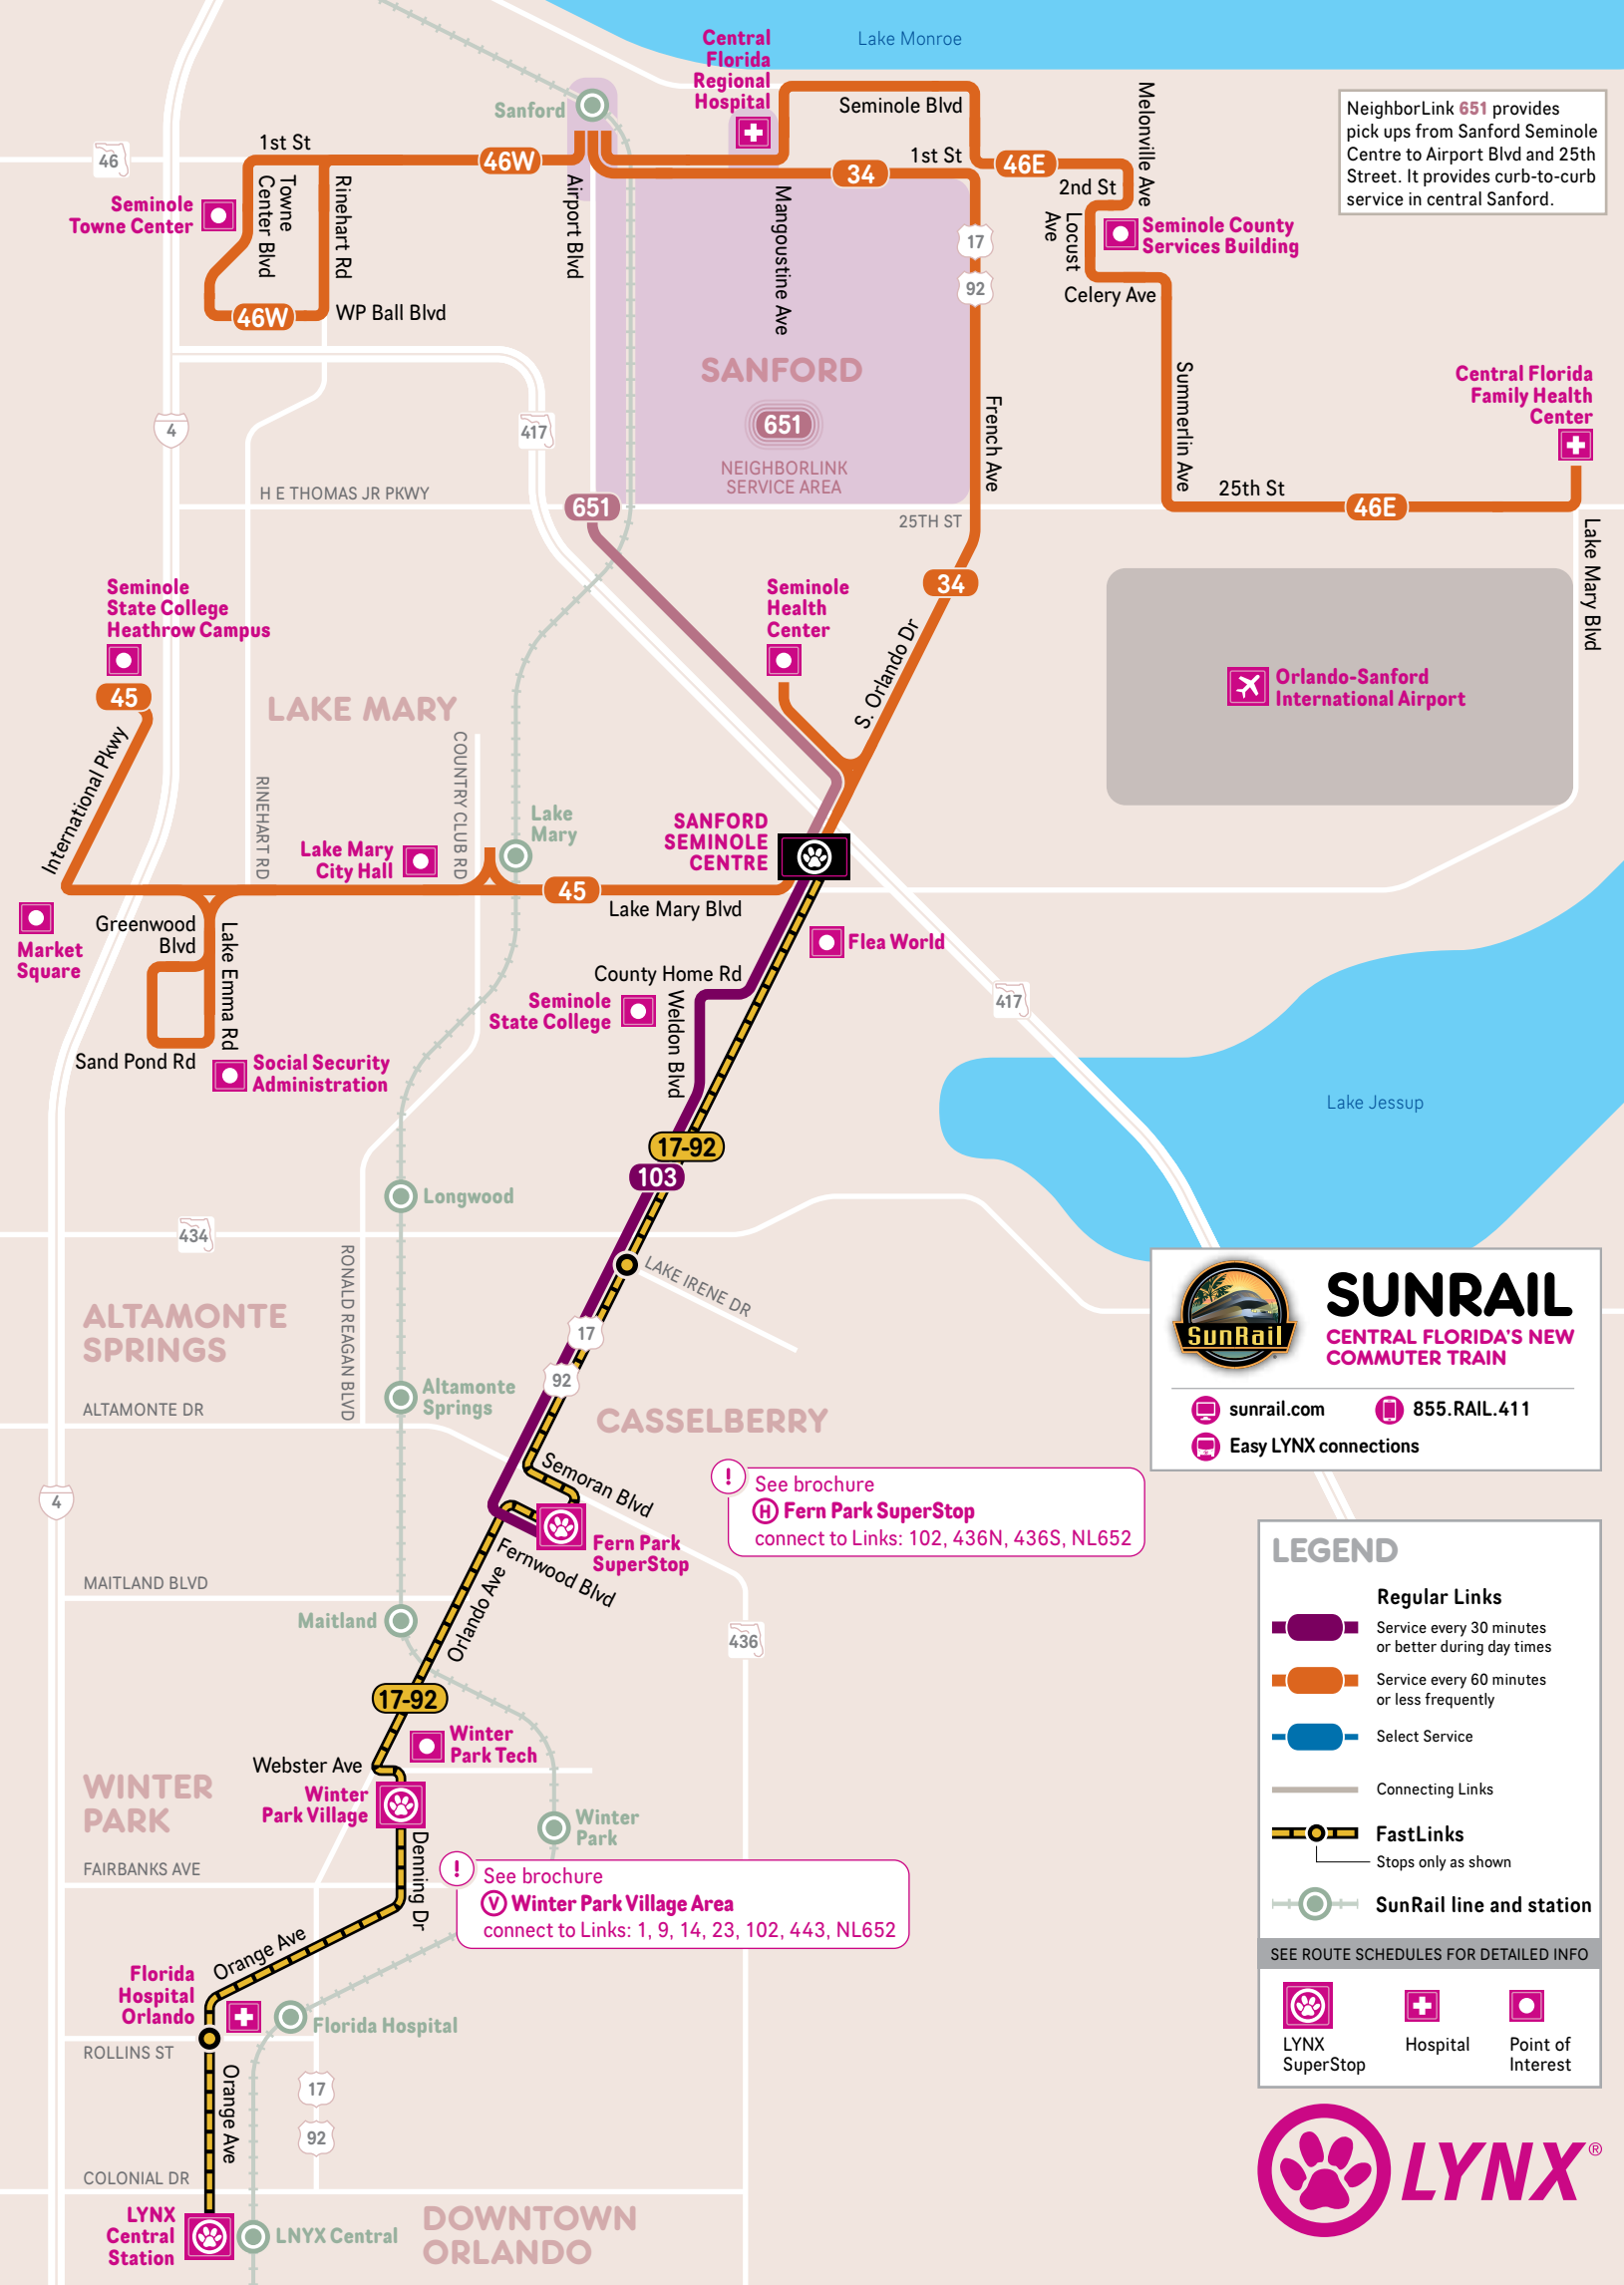 Lake Monroe
Central
Florida
Regional
Hospital
Sanford
Seminole Blvd
Melonville Ave
NeighborLink 651 provides
pick ups from Sanford Seminole
Centre to Airport Blvd and 25th
Street. It provides curb-to-curb
service in central Sanford.
46
1st St
46W
1st St
46E
34
2nd St
Seminole
Towne Center
Towne
Center Blvd
Rinehart Rd
Airport Blvd
Mangoustine Ave
17
92
Locust
Ave
Seminole County
Services Building
Celery Ave
46W
WP Ball Blvd
SANFORD
651
NEIGHBORLINK
SERVICE AREA
French Ave
Summerlin Ave
Central Florida
Family Health
Center
4
417
H E THOMAS JR PKWY
651
25TH ST
25th St
46E
Lake Mary Blvd
34
Seminole
State College
Heathrow Campus
Seminole
Health
Center
S. Orlando Dr
45
LAKE MARY
Orlando-Sanford
International Airport
International Pkwy
RINEHART RD
COUNTRY CLUB RD
Lake
Mary
SANFORD
SEMINOLE
CENTRE
Lake Mary
City Hall
45
Lake Mary Blvd
Market
Square
Greenwood
Blvd
Lake Emma Rd
Flea World
County Home Rd
Seminole
State College
Weldon Blvd
417
Sand Pond Rd
Social Security
Administration
Lake Jessup
17-92
103
Longwood
434
RONALD REAGAN BLVD
LAKE IRENE DR
ALTAMONTE
SPRINGS
17
92
Altamonte
Springs
ALTAMONTE DR
CASSELBERRY
SunRail
SUNRAIL
CENTRAL FLORIDA'S NEW
COMMUTER TRAIN
sunrail.com
855.RAIL.411
Easy LYNX connections
4
Semoran Blvd
! See brochure
H Fern Park SuperStop
connect to Links: 102, 436N, 436S, NL652
Fern Park
SuperStop
Fernwood Blvd
MAITLAND BLVD
Maitland
Orlando Ave
436
17-92
Winter
Park Tech
Webster Ave
WINTER
PARK
Winter
Park Village
Winter
Park
Denning Dr
FAIRBANKS AVE
! See brochure
V Winter Park Village Area
connect to Links: 1, 9, 14, 23, 102, 443, NL652
Orange Ave
Florida
Hospital
Orlando
Florida Hospital
ROLLINS ST
Orange Ave
17
92
COLONIAL DR
LYNX
Central
Station
LNYX Central
DOWNTOWN
ORLANDO
LEGEND
Regular Links
Service every 30 minutes
or better during day times
Service every 60 minutes
or less frequently
Select Service
Connecting Links
FastLinks
Stops only as shown
SunRail line and station
SEE ROUTE SCHEDULES FOR DETAILED INFO
LYNX
SuperStop
Hospital
Point of
Interest
LYNX®